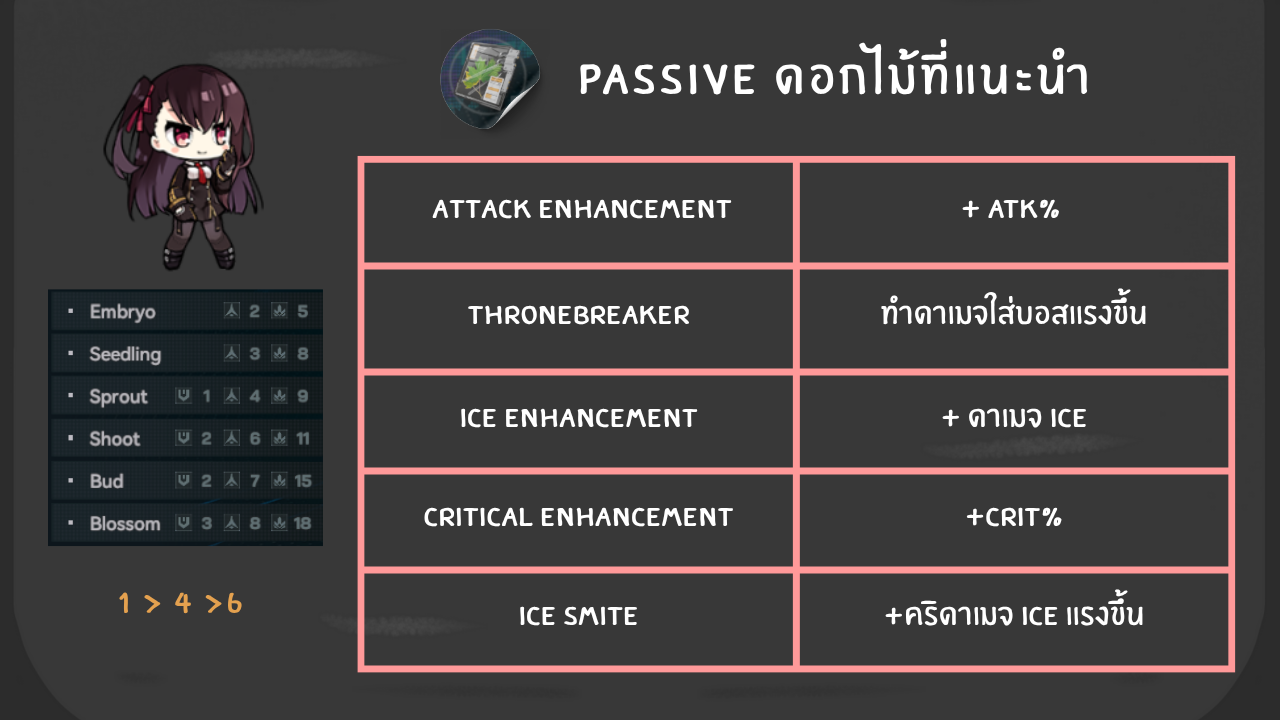 PASSIVE ดอกไม้ที่แนะนำ
ATTACK ENHANCEMENT + ATK%
THRONEBREAKER ทำดาเมจใส่บอสแรงขึ้น
ICE ENHANCEMENT + ดาเมจ ICE
CRITICAL ENHANCEMENT +CRIT%
ICE SMITE +คริดาเมจ ICE แรงขึ้น
Embryo 2 5
Seedling 3 8
Sprout 1 4 9
Shoot 2 6 11
Bud 2 7 15
Blossom 3 8 18
1 > 4 >6